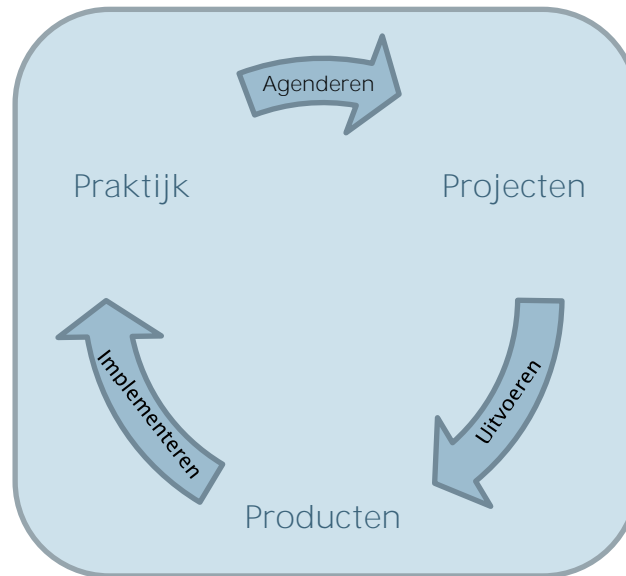 Agenderen
Praktijk
Projecten
Implementeren
Uitvoeren
Producten